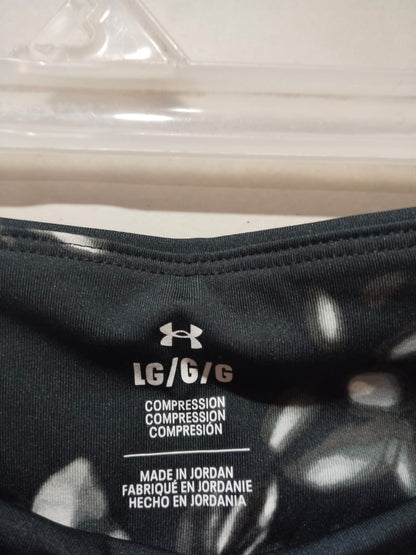 LG/G/G
COMPRESSION
COMPRESSION
COMPRESIÓN
MADE IN JORDAN
FABRIQUÉ EN JORDANIE
HECHO EN JORDANIA